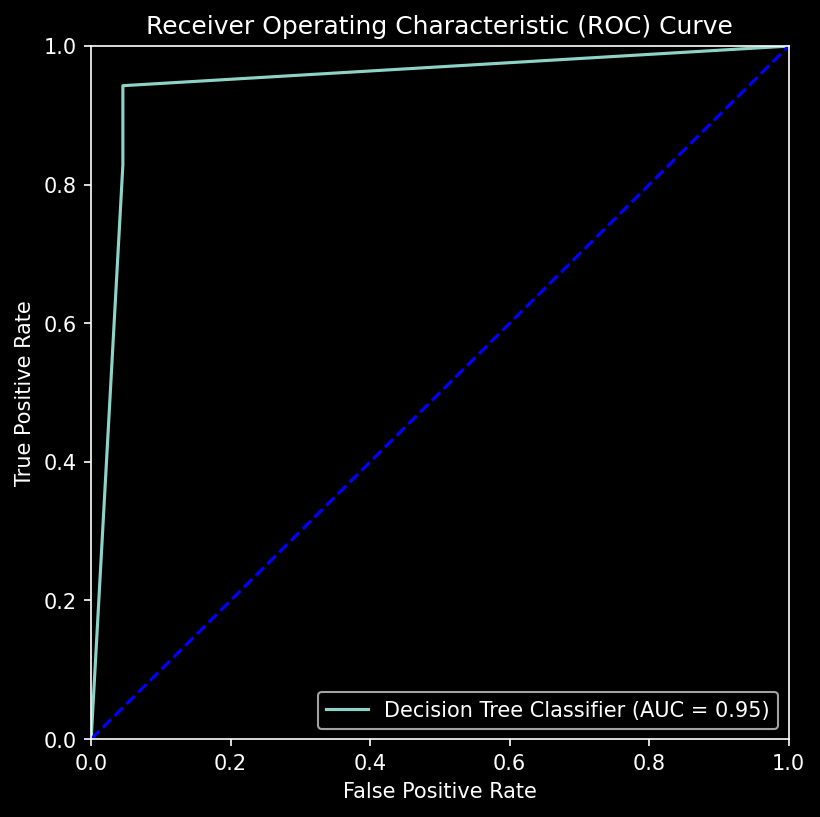 Receiver Operating Characteristic (ROC) Curve
1.0
0.8
0.6
0.4
0.2
0.0
True Positive Rate
Decision Tree Classifier (AUC = 0.95)
0.0 0.2 0.4 0.6 0.8 1.0
False Positive Rate